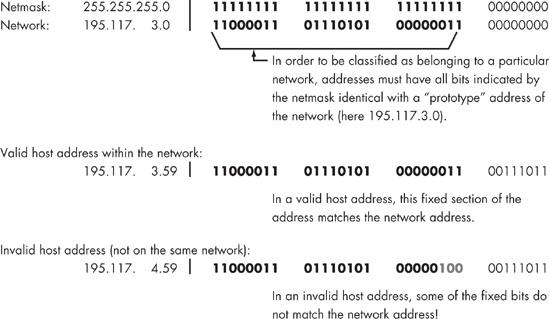 Netmask: 255.255.255.0 11111111 11111111 11111111 00000000
Network: 195.117. 3.0 11000011 01110101 00000011 00000000
In order to be classified as belonging to a particular
network, addresses must have all bits indicated by
the netmask identical with a “prototype” address of
the network (here 195.117.3.0).
Valid host address within the network:
195.117. 3.59 11000011 01110101 00000011 00111011
In a valid host address, this fixed section of the
address matches the network address.
Invalid host address (not on the same network):
195.117. 4.59 11000011 01110101 00000100 00111011
In an invalid host address, some of the fixed bits do
not match the network address!